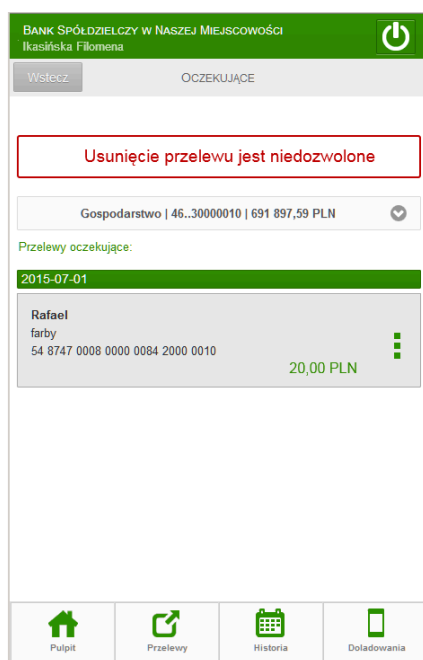 Bank Spółdzielczy w Naszej Miejscowości
Ikasińska Filomena
Wstecz
Oczekujące
Usunięcie przelewu jest niedozwolone
Gospodarstwo | 46..30000010 | 691 897,59 PLN
Przelewy oczekujące:
2015-07-01
Rafael
farby
54 8747 0008 0000 0084 2000 0010
20,00 PLN
Pulpit
Przelewy
Historia
Doladowania